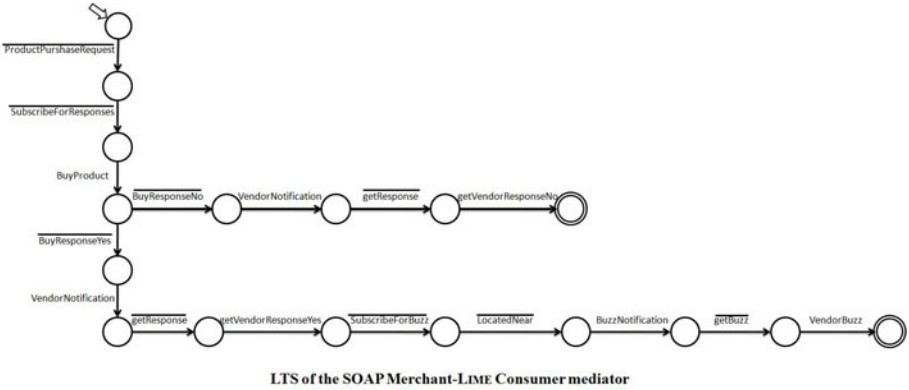 ProductPurshaseRequest
SubscribeForResponses
BuyProduct
BuyResponseNo VendorNotification getResponse getVendorResponseNo
BuyResponseYes
VendorNotification
getResponse getVendorResponseYes SubscribeForBuzz LocatedNear BuzzNotification getBuzz VendorBuzz
LTS of the SOAP Merchant-LIME Consumer mediator